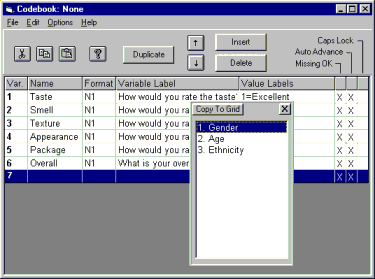 Codebook: None
File Edit Options Help
Caps Lock
Auto Advance
Missing OK
Duplicate
Insert
Delete
Var. Name Format Variable Label Value Labels
1 Taste N1 How would you rate the taste' 1=Excellent X X
2 Smell N1 How would you ra X X
3 Texture N1 How would you ra X X
4 Appearance N1 How would you ra X X
5 Package N1 How would you ra X X
6 Overall N1 What is your over X X
7 X X
Copy To Grid X
1. Gender
2. Age
3. Ethnicity